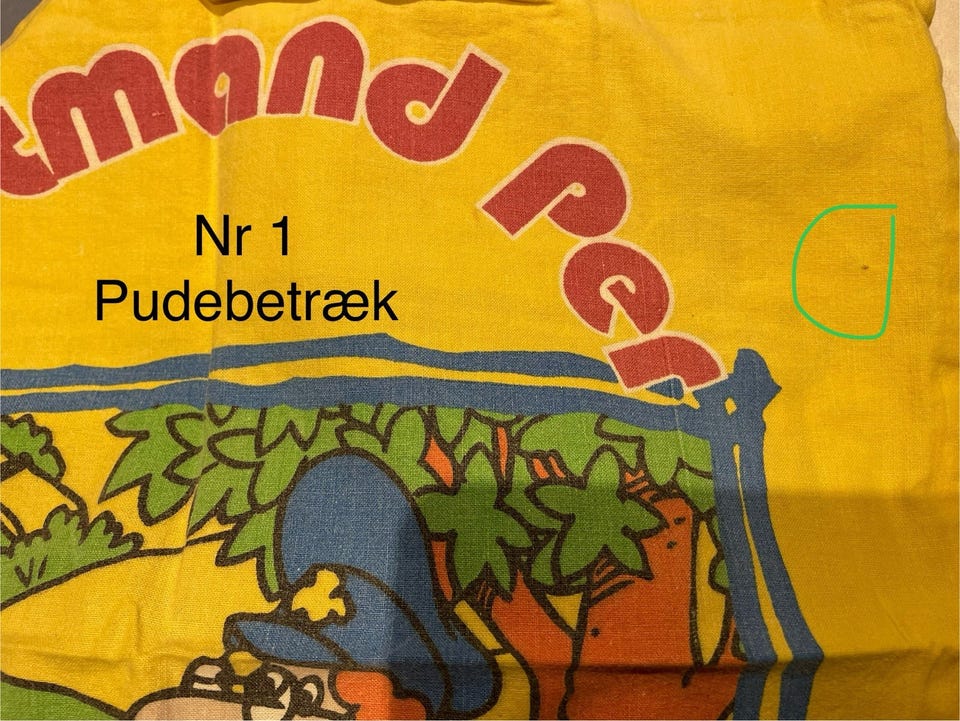 tmand Per
Nr 1
Pudebetræk